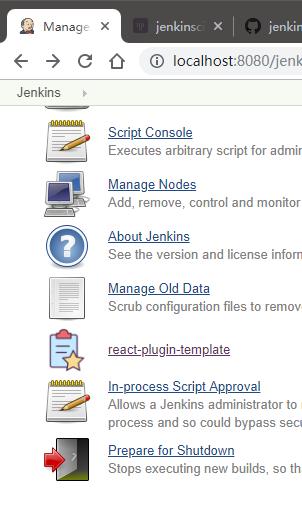 Manage
jenkinsci
jenkin
localhost:8080/jenk
Jenkins
Script Console
Executes arbitrary script for admin
Manage Nodes
Add, remove, control and monitor
About Jenkins
See the version and license inform
Manage Old Data
Scrub configuration files to remov
react-plugin-template
In-process Script Approval
Allows a Jenkins administrator to
process and so could bypass secu
Prepare for Shutdown
Stops executing new builds, so th